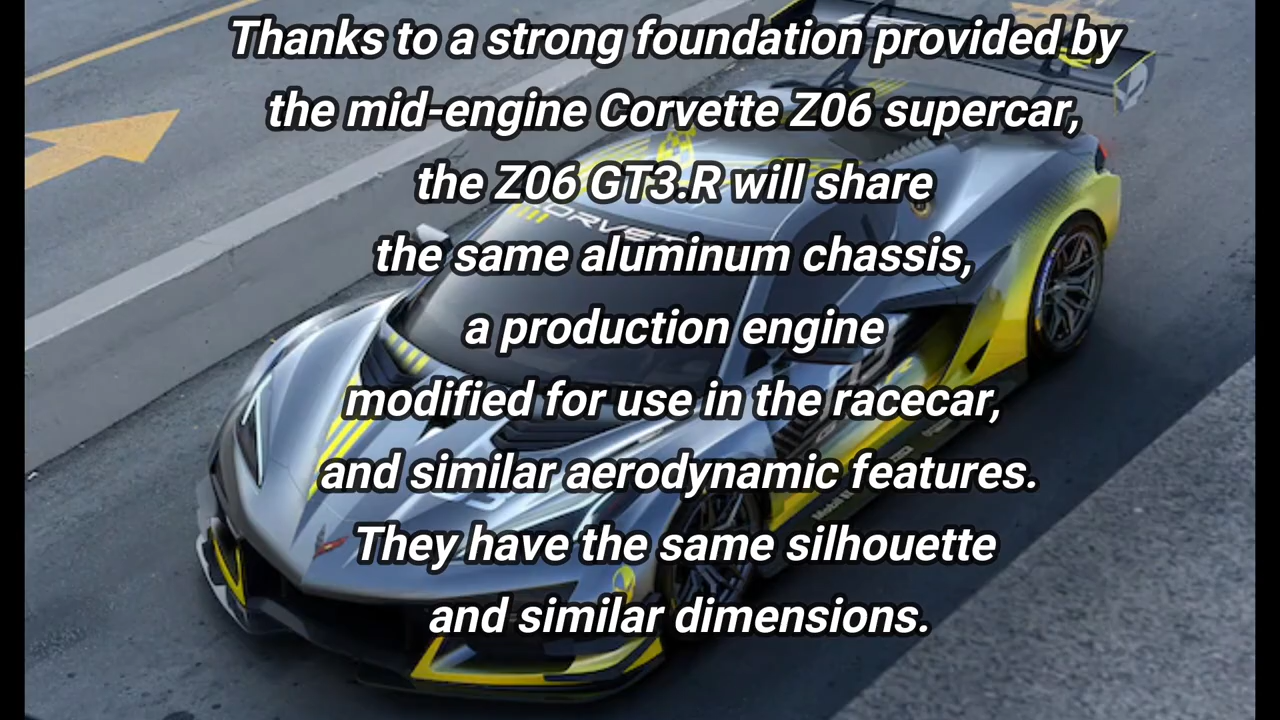 Thanks to a strong foundation provided by
the mid-engine Corvette Z06 supercar,
the Z06 GT3.R will share
the same aluminum chassis,
a production engine
modified for use in the racecar,
and similar aerodynamic features.
They have the same silhouette
and similar dimensions.